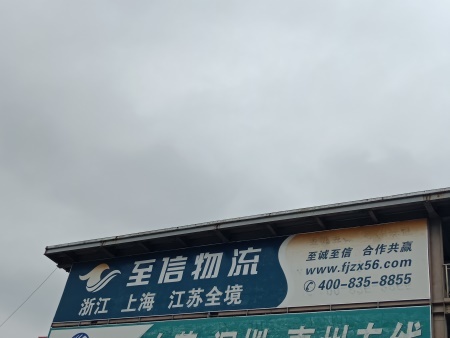 至信物流
浙江 上海 江苏全境
至诚至信 合作共赢
www.fjzx56.com
400-835-8855